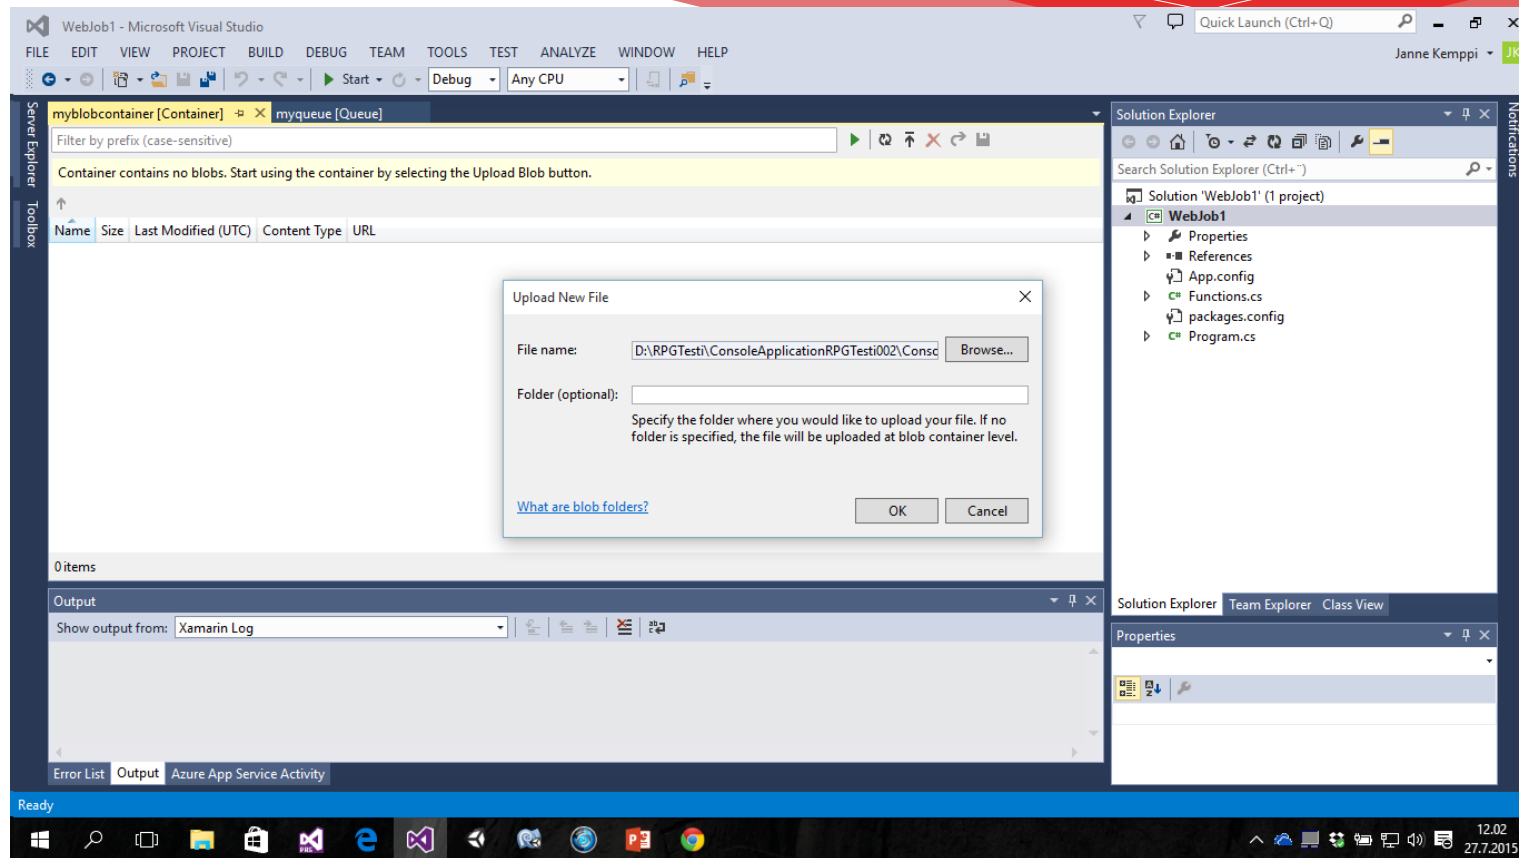 WebJob1 - Microsoft Visual Studio
Quick Launch (Ctrl+Q)
FILE EDIT VIEW PROJECT BUILD DEBUG TEAM TOOLS TEST ANALYZE WINDOW HELP
Janne Kemppi
JK
Start
Debug
Any CPU
Server Explorer
Toolbox
myblobcontainer [Container]
myqueue [Queue]
Filter by prefix (case-sensitive)
Container contains no blobs. Start using the container by selecting the Upload Blob button.
Name Size Last Modified (UTC) Content Type URL
Upload New File
File name:
D:\RPGTesti\ConsoleApplicationRPGTesti002\Consc
Browse...
Folder (optional):
Specify the folder where you would like to upload your file. If no
folder is specified, the file will be uploaded at blob container level.
What are blob folders?
OK
Cancel
0 items
Output
Show output from: Xamarin Log
Error List Output Azure App Service Activity
Solution Explorer
Search Solution Explorer (Ctrl+¨)
Solution 'WebJob1' (1 project)
C# WebJob1
Properties
References
App.config
C# Functions.cs
packages.config
C# Program.cs
Solution Explorer Team Explorer Class View
Properties
Notifications
Ready
12.02
27.7.2015